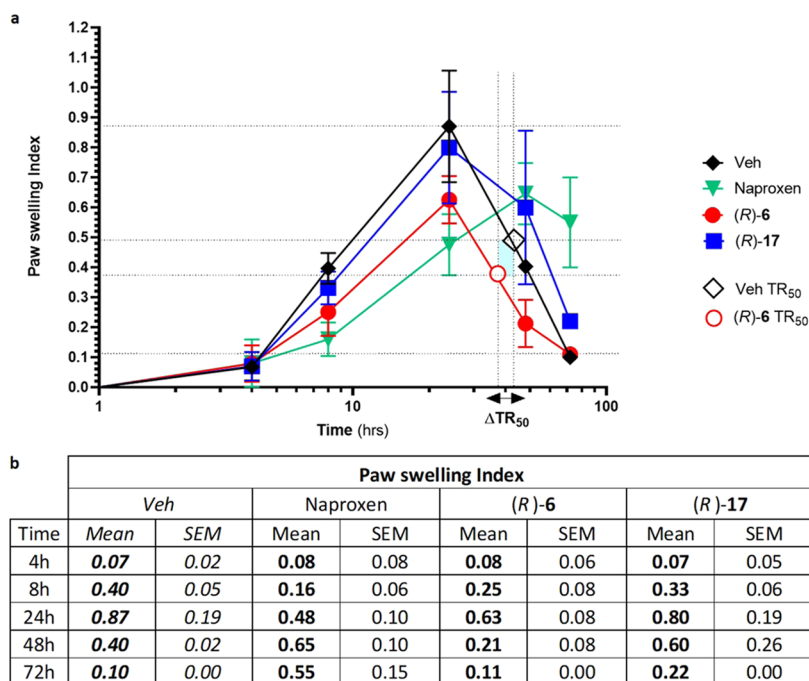 a
1.2
1.1
1.0
0.9
0.8
0.7
0.6
0.5
0.4
0.3
0.2
0.1
0.0
Paw swelling Index
1 10 100
Time (hrs)
ΔTR50
Veh
Naproxen
(R)-6
(R)-17
Veh TR50
(R)-6 TR50
b
Paw swelling Index
Veh Naproxen (R)-6 (R)-17
Time Mean SEM Mean SEM Mean SEM Mean SEM
4h 0.07 0.02 0.08 0.08 0.08 0.06 0.07 0.05
8h 0.40 0.05 0.16 0.06 0.25 0.08 0.33 0.06
24h 0.87 0.19 0.48 0.10 0.63 0.08 0.80 0.19
48h 0.40 0.02 0.65 0.10 0.21 0.08 0.60 0.26
72h 0.10 0.00 0.55 0.15 0.11 0.00 0.22 0.00